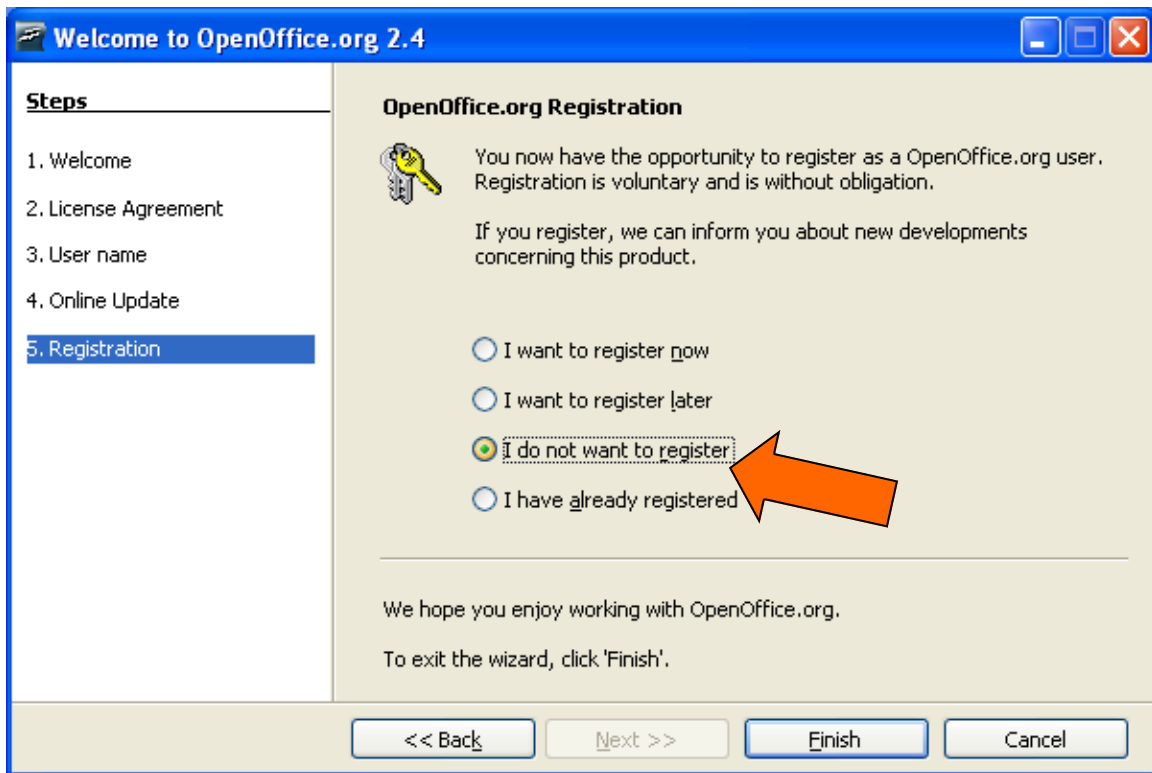 Welcome to OpenOffice.org 2.4
Steps
1. Welcome
2. License Agreement
3. User name
4. Online Update
5. Registration
OpenOffice.org Registration
You now have the opportunity to register as a OpenOffice.org user.
Registration is voluntary and is without obligation.
If you register, we can inform you about new developments
concerning this product.
I want to register now
I want to register later
I do not want to register
I have already registered
We hope you enjoy working with OpenOffice.org.
To exit the wizard, click 'Finish'.
<< Back
Next >>
Finish
Cancel